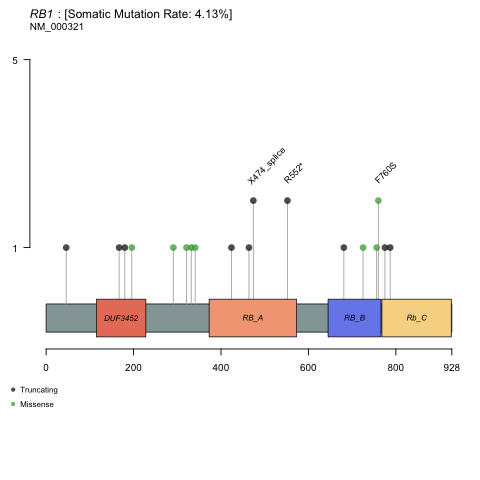 RB1 : [Somatic Mutation Rate: 4.13%]
NM_000321
5
X474_splice
R552*
F760S
1
DUF3452
RB_A
RB_B
Rb_C
0 200 400 600 800 928
Truncating
Missense